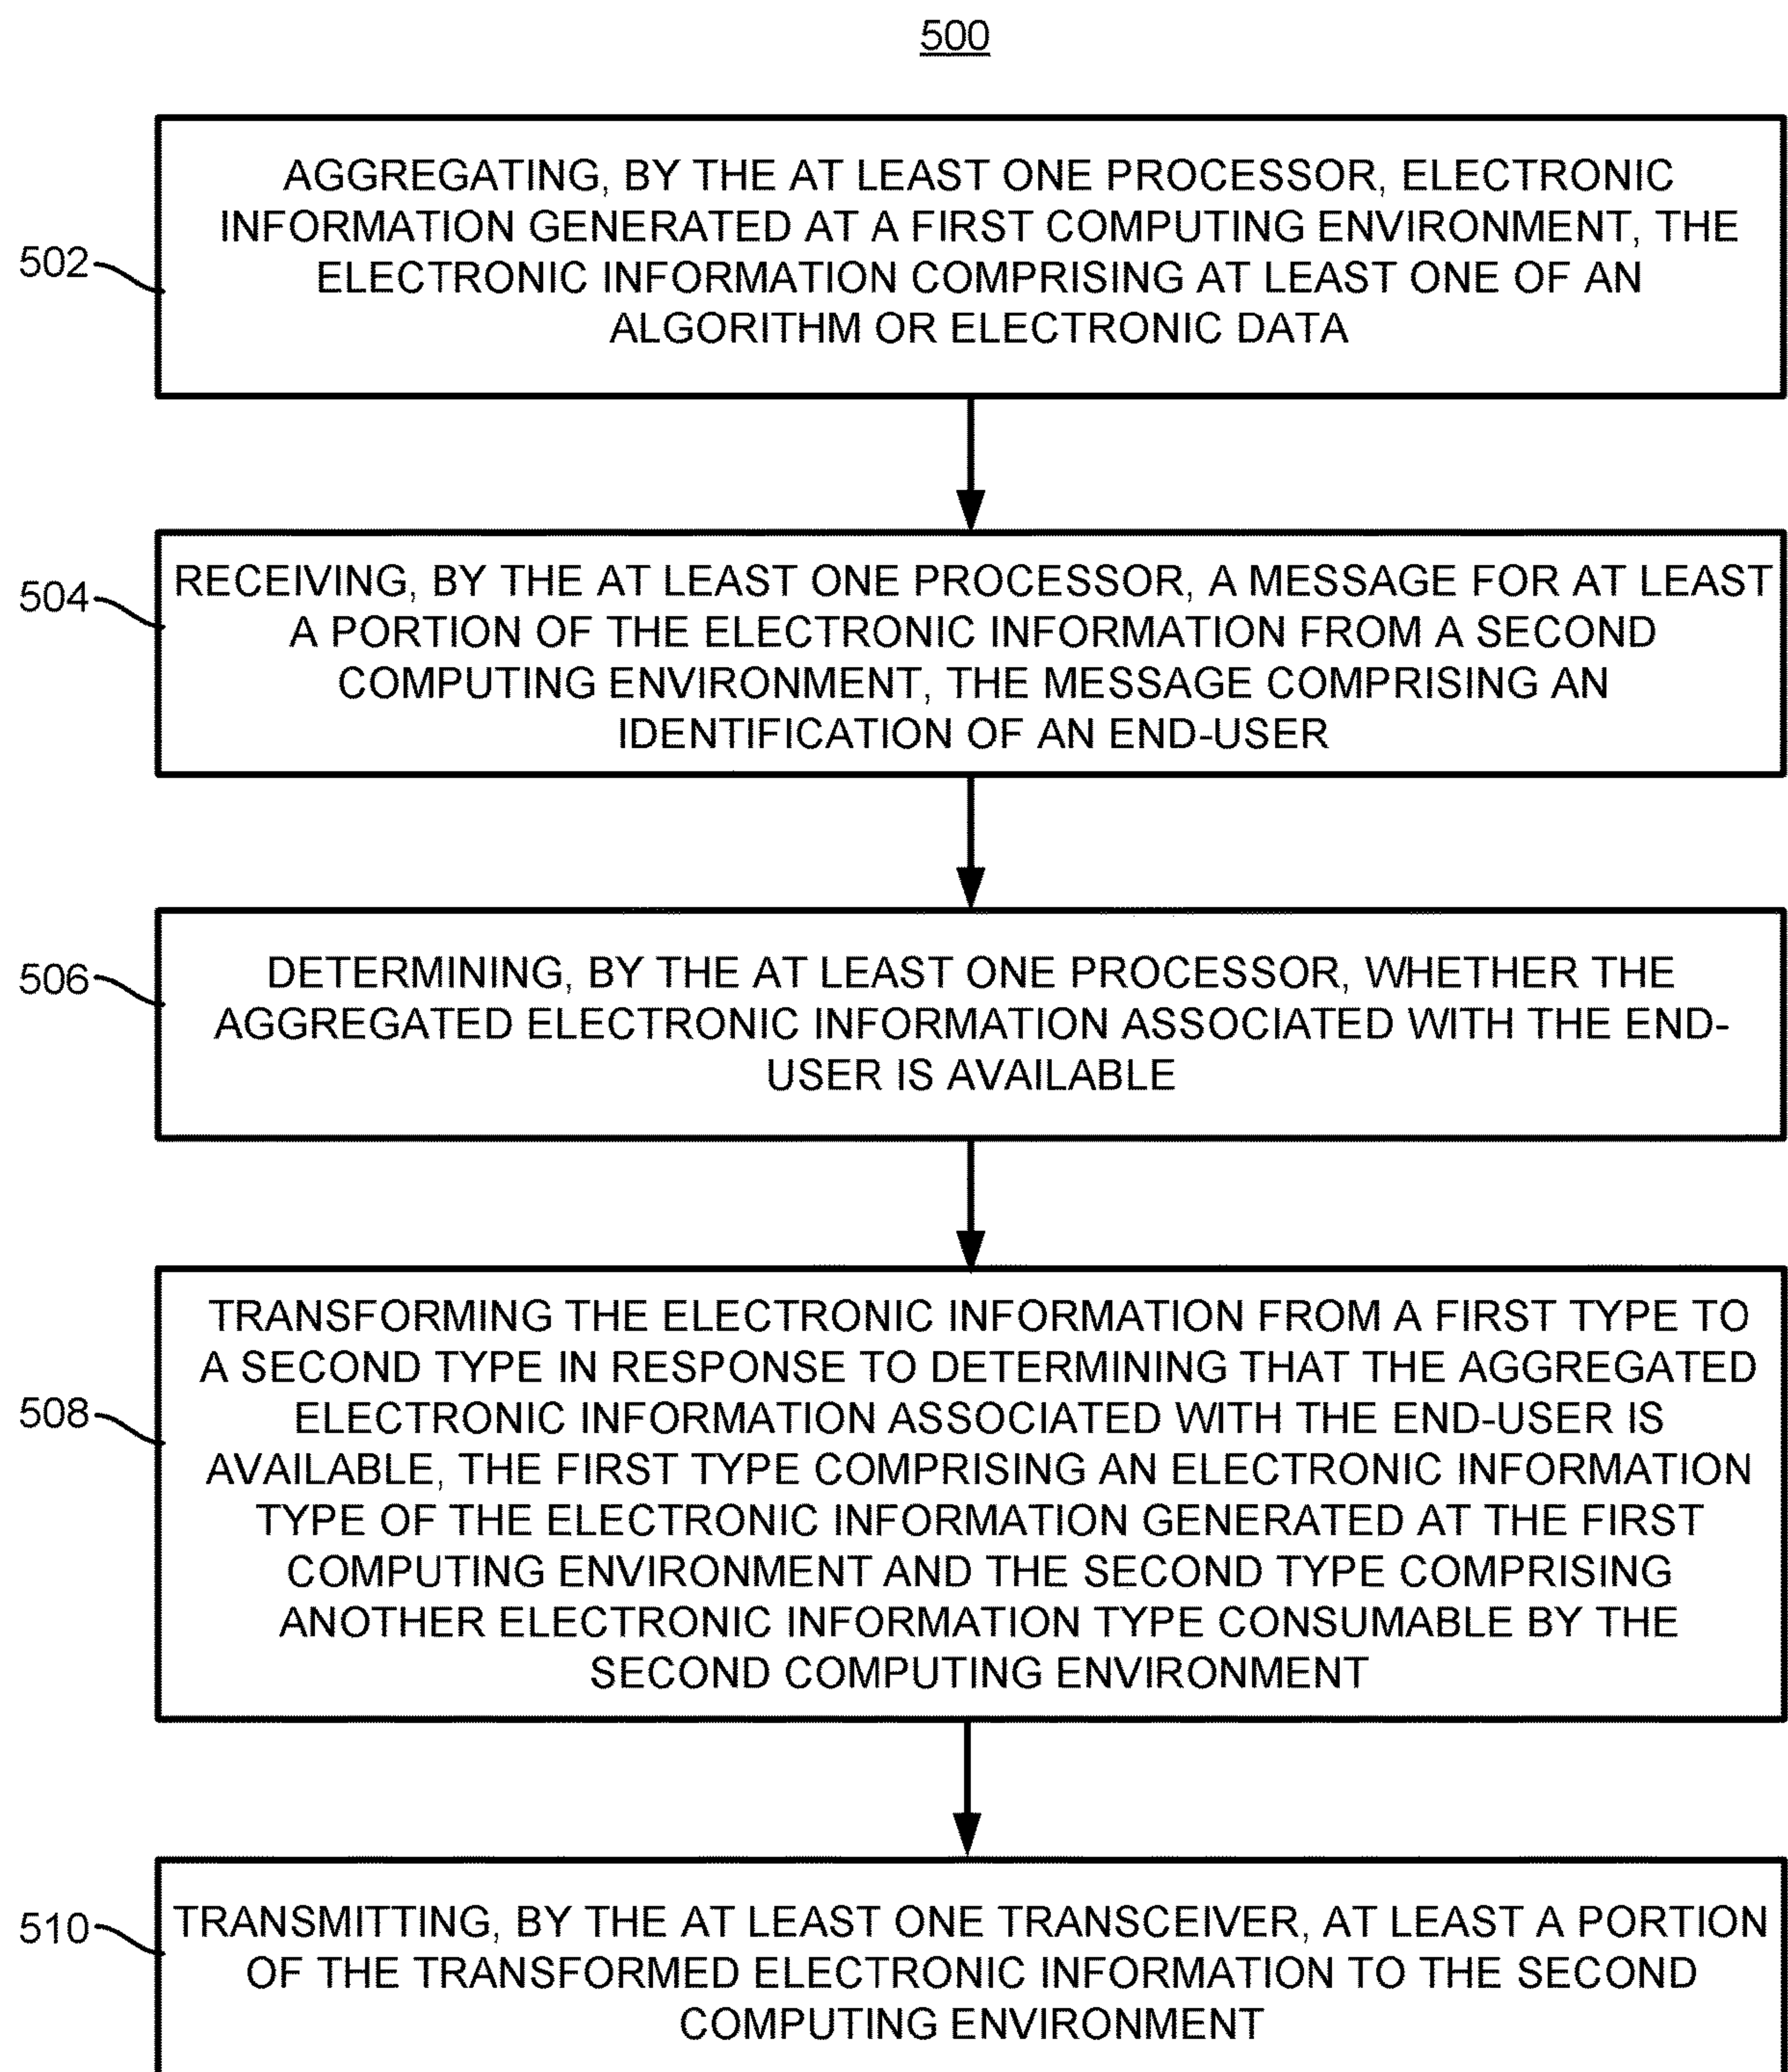 500
502
AGGREGATING, BY THE AT LEAST ONE PROCESSOR, ELECTRONIC
INFORMATION GENERATED AT A FIRST COMPUTING ENVIRONMENT, THE
ELECTRONIC INFORMATION COMPRISING AT LEAST ONE OF AN
ALGORITHM OR ELECTRONIC DATA
504
RECEIVING, BY THE AT LEAST ONE PROCESSOR, A MESSAGE FOR AT LEAST
A PORTION OF THE ELECTRONIC INFORMATION FROM A SECOND
COMPUTING ENVIRONMENT, THE MESSAGE COMPRISING AN
IDENTIFICATION OF AN END-USER
506
DETERMINING, BY THE AT LEAST ONE PROCESSOR, WHETHER THE
AGGREGATED ELECTRONIC INFORMATION ASSOCIATED WITH THE END-
USER IS AVAILABLE
508
TRANSFORMING THE ELECTRONIC INFORMATION FROM A FIRST TYPE TO
A SECOND TYPE IN RESPONSE TO DETERMINING THAT THE AGGREGATED
ELECTRONIC INFORMATION ASSOCIATED WITH THE END-USER IS
AVAILABLE, THE FIRST TYPE COMPRISING AN ELECTRONIC INFORMATION
TYPE OF THE ELECTRONIC INFORMATION GENERATED AT THE FIRST
COMPUTING ENVIRONMENT AND THE SECOND TYPE COMPRISING
ANOTHER ELECTRONIC INFORMATION TYPE CONSUMABLE BY THE
SECOND COMPUTING ENVIRONMENT
510
TRANSMITTING, BY THE AT LEAST ONE TRANSCEIVER, AT LEAST A PORTION
OF THE TRANSFORMED ELECTRONIC INFORMATION TO THE SECOND
COMPUTING ENVIRONMENT